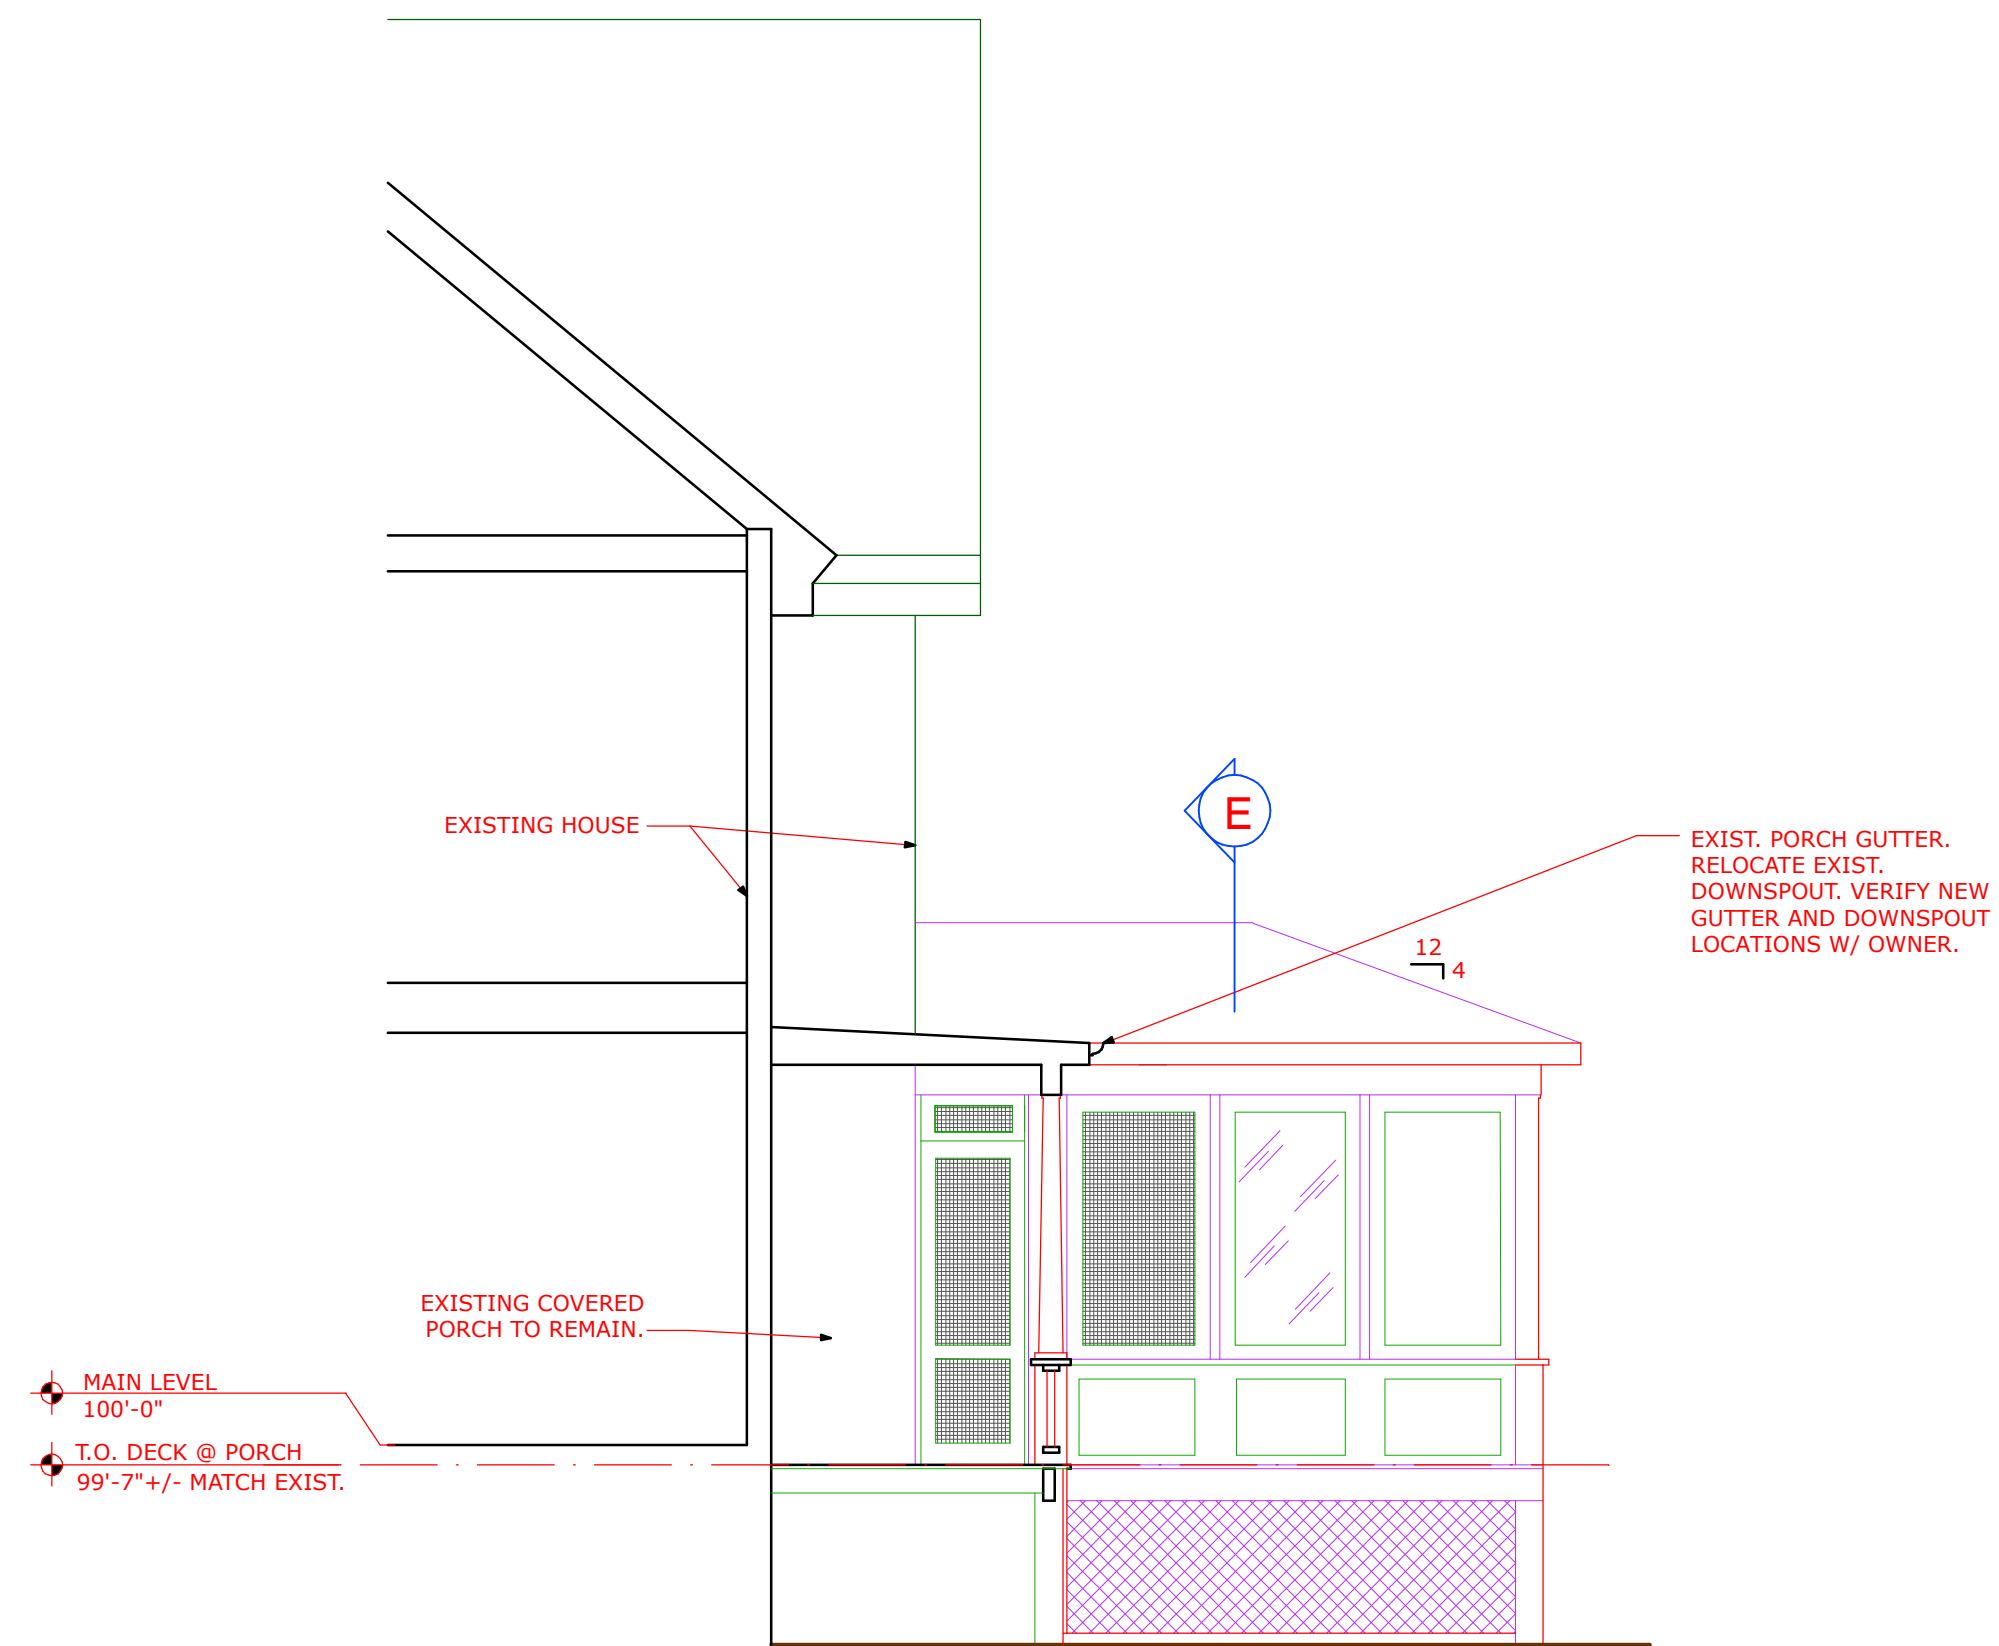 EXISTING HOUSE
E
EXIST. PORCH GUTTER.
RELOCATE EXIST.
DOWNSPOUT. VERIFY NEW
GUTTER AND DOWNSPOUT
LOCATIONS W/ OWNER.
12
4
EXISTING COVERED
PORCH TO REMAIN.
MAIN LEVEL
100'-0"
T.O. DECK @ PORCH
99'-7"+/- MATCH EXIST.